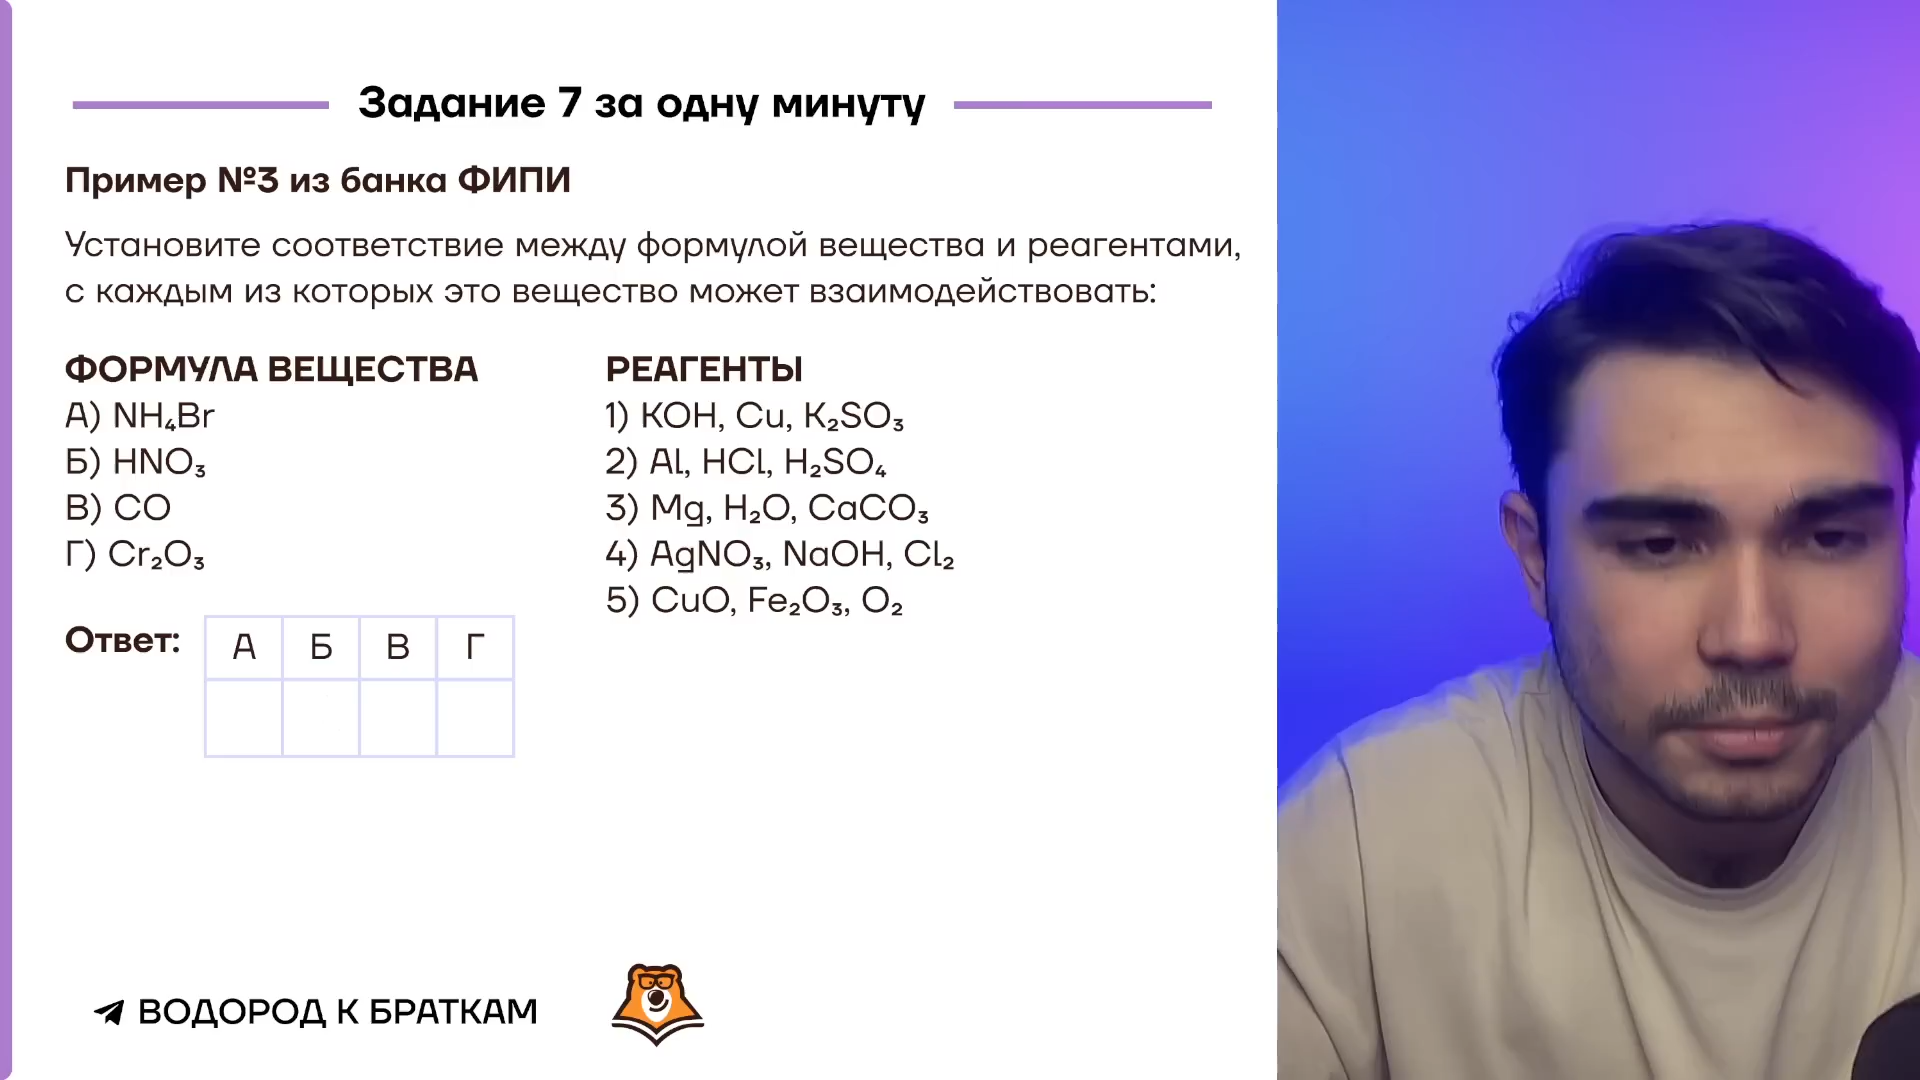 Задание 7 за одну минуту
Пример №3 из банка ФИПИ
Установите соответствие между формулой вещества и реагентами,
с каждым из которых это вещество может взаимодействовать:
ФОРМУЛА ВЕЩЕСТВА
А) NH₄Br
Б) HNO₃
В) CO
Г) Cr₂O₃
РЕАГЕНТЫ
1) KOH, Cu, K₂SO₃
2) Al, HCl, H₂SO₄
3) Mg, H₂O, CaCO₃
4) AgNO₃, NaOH, Cl₂
5) CuO, Fe₂O₃, O₂
Ответ:
А Б В Г
ВОДОРОД К БРАТКАМ